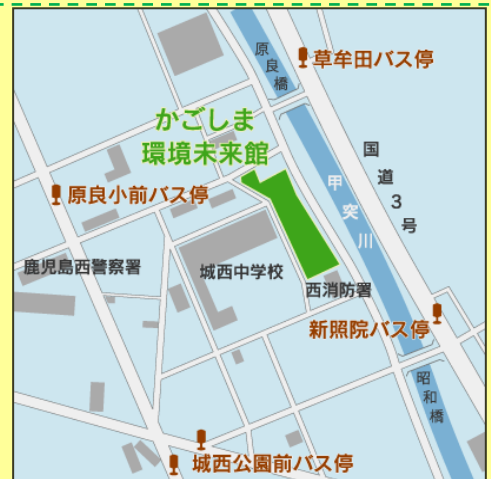 原良橋
草牟田バス停
かごしま
環境未来館
国道3号
原良小前バス停
甲突川
鹿児島西警察署
城西中学校
西消防署
新照院バス停
昭和橋
城西公園前バス停